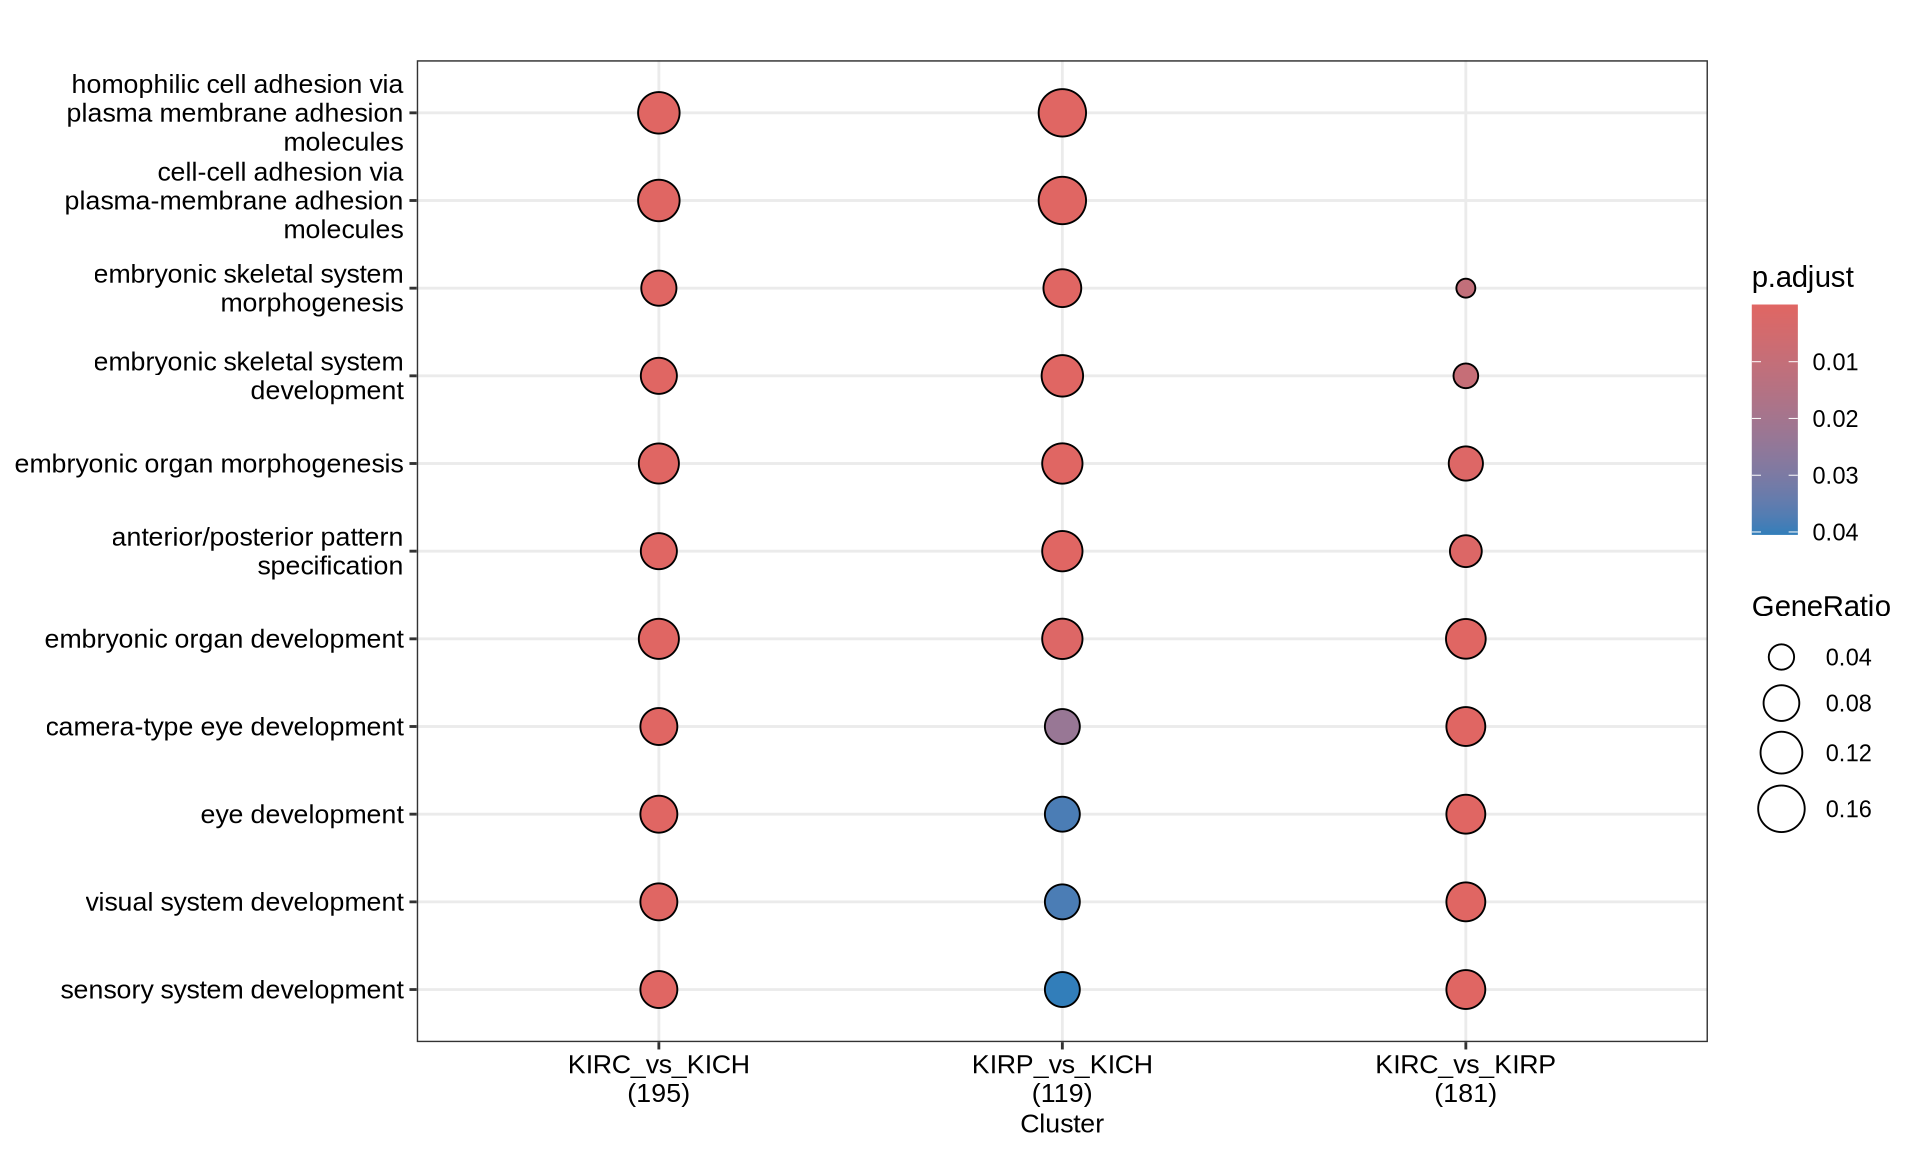 homophilic cell adhesion via
plasma membrane adhesion
molecules
cell-cell adhesion via
plasma-membrane adhesion
molecules
embryonic skeletal system
morphogenesis
embryonic skeletal system
development
embryonic organ morphogenesis
anterior/posterior pattern
specification
embryonic organ development
camera-type eye development
eye development
visual system development
sensory system development
KIRC_vs_KICH
(195)
KIRP_vs_KICH
(119)
KIRC_vs_KIRP
(181)
Cluster
p.adjust
0.01
0.02
0.03
0.04
GeneRatio
0.04
0.08
0.12
0.16